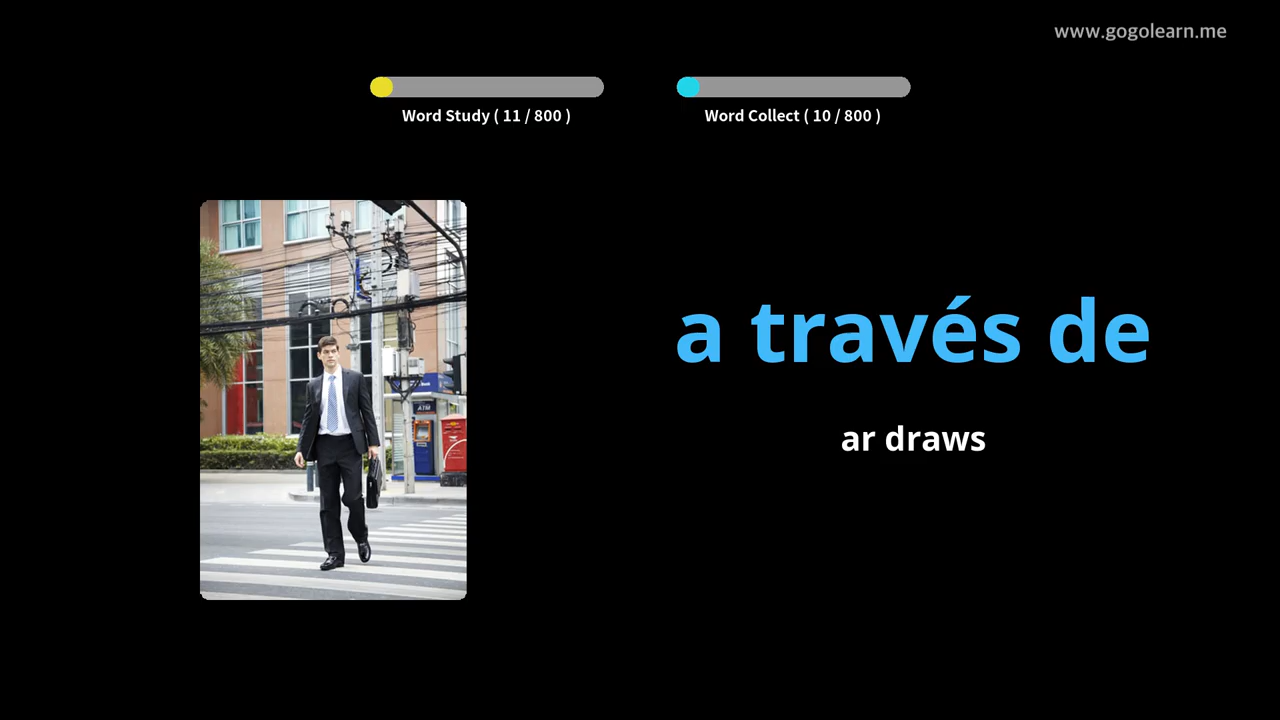 www.gogolearn.me
Word Study ( 11 / 800 )
Word Collect ( 10 / 800 )
a través de
ar draws
ATM